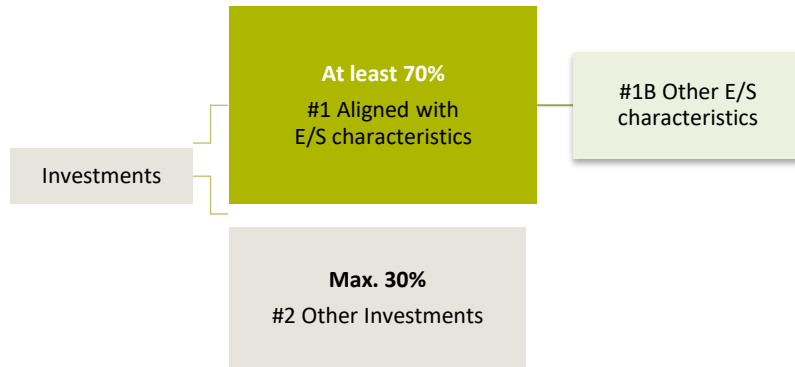 Investments
At least 70%
#1 Aligned with
E/S characteristics
#1B Other E/S
characteristics
Max. 30%
#2 Other Investments